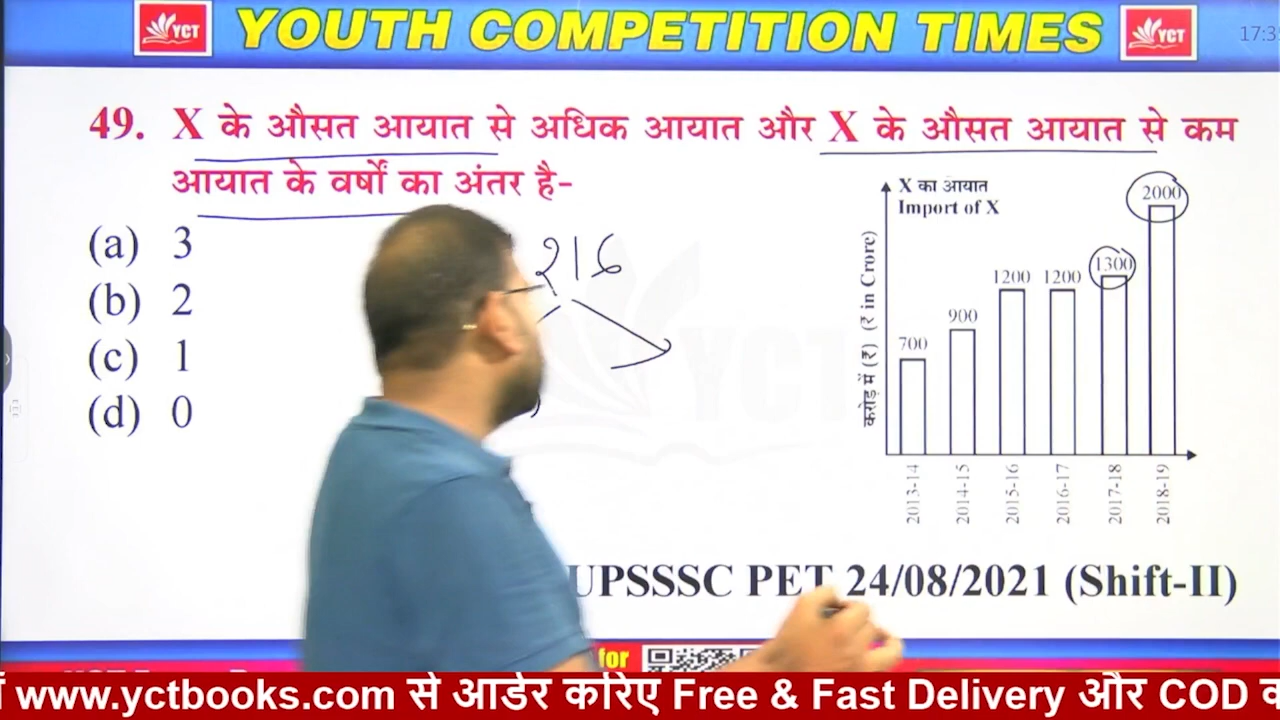 YCT
YOUTH COMPETITION TIMES
YCT
49. X के औसत आयात से अधिक आयात और X के औसत आयात से कम
आयात के वर्षों का अंतर है-
(a) 3
(b) 2
(c) 1
(d) 0
216
X का आयात
Import of X
करोड़ में (₹) (₹ in Crore)
700
900
1200
1200
1300
2000
2013-14
2014-15
2015-16
2016-17
2017-18
2018-19
YCT
UPSSSC PET 24/08/2021 (Shift-II)
for
www.yctbooks.com से आर्डर करिए Free & Fast Delivery और COD